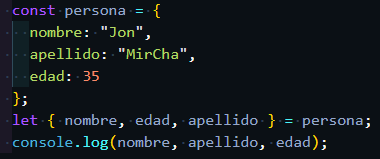 const persona = {
  nombre: "Jon",
  apellido: "MirCha",
  edad: 35
};
let { nombre, edad, apellido } = persona;
console.log(nombre, apellido, edad);